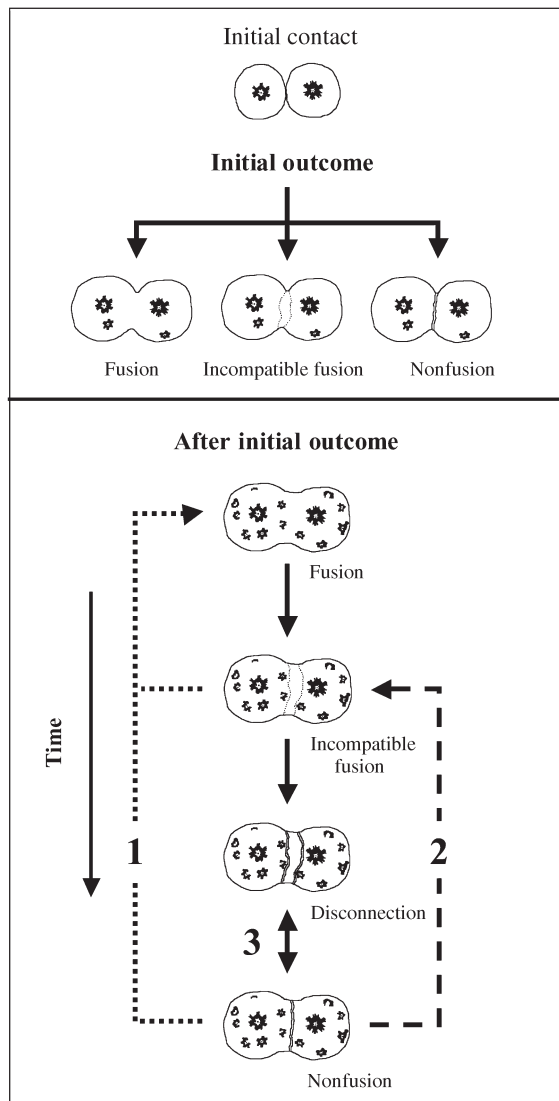 Initial contact
Initial outcome
Fusion
Incompatible fusion
Nonfusion
After initial outcome
Fusion
Incompatible
fusion
Time
1
2
Disconnection
3
Nonfusion